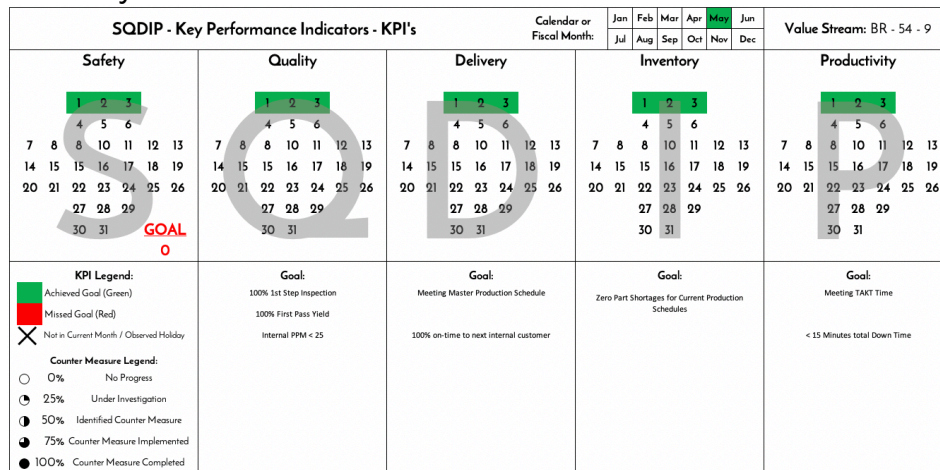 SQDIP - Key Performance Indicators - KPI's
Calendar or Fiscal Month:
Jan Feb Mar Apr May Jun
Jul Aug Sep Oct Nov Dec
Value Stream: BR - 54 - 9
Safety
1 2 3
4 5 6
7 8 8 10 11 12 13
14 15 15 16 17 18 19
20 21 22 23 24 25 26
27 28 29
30 31
S
GOAL
0
Quality
1 2 3
4 5 6
7 8 8 10 11 12 13
14 15 15 16 17 18 19
20 21 22 23 24 25 26
27 28 29
30 31
Q
Delivery
1 2 3
4 5 6
7 8 8 10 11 12 13
14 15 15 16 17 18 19
20 21 22 23 24 25 26
27 28 29
30 31
D
Inventory
1 2 3
4 5 6
7 8 8 10 11 12 13
14 15 15 16 17 18 19
20 21 22 23 24 25 26
27 28 29
30 31
I
Productivity
1 2 3
4 5 6
7 8 8 10 11 12 13
14 15 15 16 17 18 19
20 21 22 23 24 25 26
27 28 29
30 31
P
KPI Legend:
Achieved Goal (Green)
Missed Goal (Red)
Not in Current Month / Observed Holiday
Counter Measure Legend:
0% No Progress
25% Under Investigation
50% Identified Counter Measure
75% Counter Measure Implemented
100% Counter Measure Completed
Goal:
100% 1st Step Inspection
100% First Pass Yield
Internal PPM < 25
Goal:
Meeting Master Production Schedule
100% on-time to next internal customer
Goal:
Zero Part Shortages for Current Production
Schedules
Goal:
Meeting TAKT Time
< 15 Minutes total Down Time